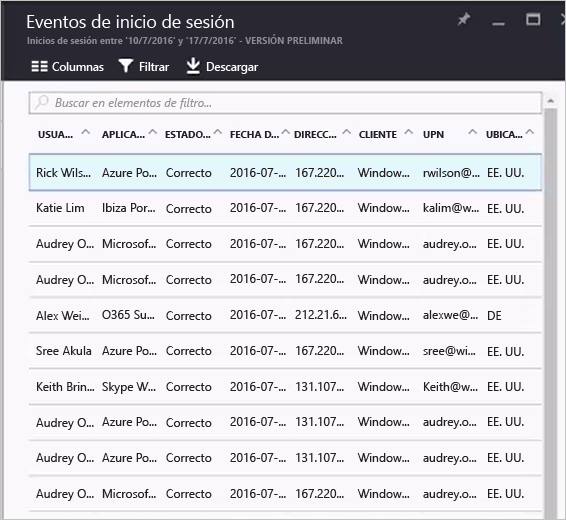 Eventos de inicio de sesión
Inicios de sesión entre '10/7/2016' y '17/7/2016' - VERSIÓN PRELIMINAR
Columnas Filtrar Descargar
Buscar en elementos de filtro...
USUA... APLICA... ESTADO... FECHA D... DIRECC... CLIENTE UPN UBICA...
Rick Wils... Azure Po... Correcto 2016-07-... 167.220... Window... rwilson@... EE. UU.
Katie Lim Ibiza Por... Correcto 2016-07-... 167.220... Window... kalim@w... EE. UU.
Audrey O... Microsof... Correcto 2016-07-... 167.220... Window... audrey.o... EE. UU.
Audrey O... Microsof... Correcto 2016-07-... 167.220... Window... audrey.o... EE. UU.
Alex Wei... O365 Su... Correcto 2016-07-... 212.21.6... Window... alexwe@... DE
Sree Akula Azure Po... Correcto 2016-07-... 167.220... Window... sree@wi... EE. UU.
Keith Brin... Skype W... Correcto 2016-07-... 131.107... Window... Keith@w... EE. UU.
Audrey O... Azure Po... Correcto 2016-07-... 131.107... Window... audrey.o... EE. UU.
Audrey O... Azure Po... Correcto 2016-07-... 131.107... Window... audrey.o... EE. UU.
Audrey O... Microsof... Correcto 2016-07-... 167.220... Window... audrey.o... EE. UU.